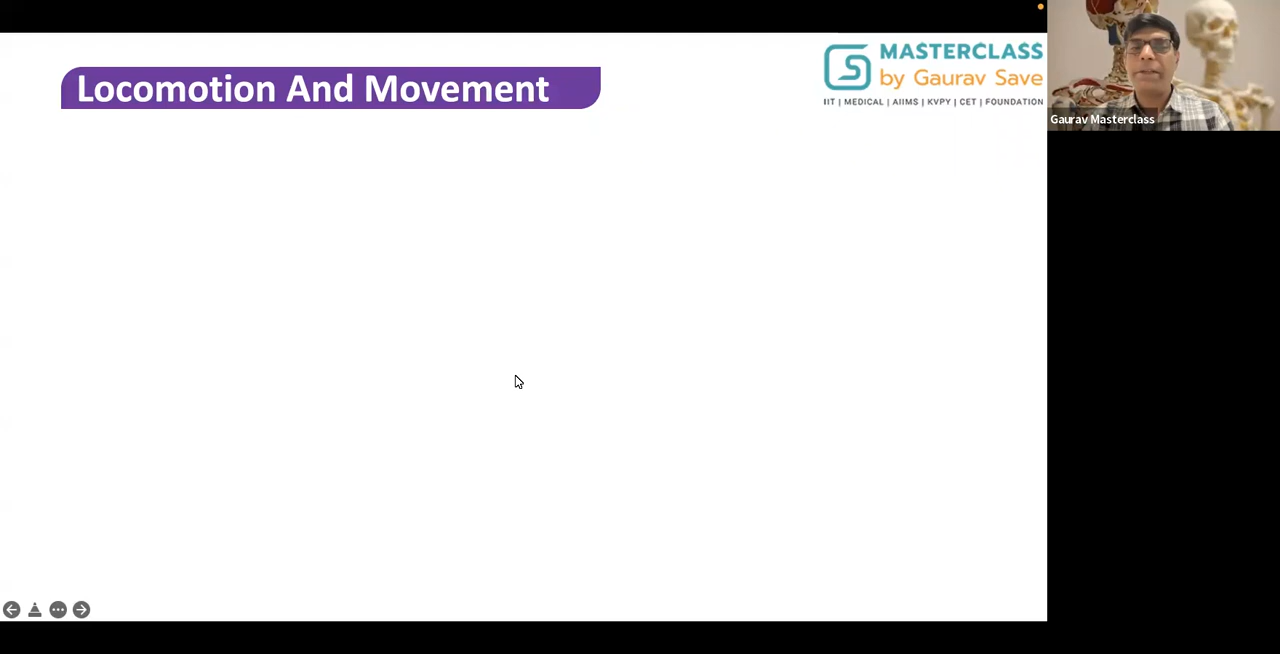 Locomotion And Movement
MASTERCLASS
by Gaurav Save
IIT | MEDICAL | AIIMS | KVPY | CET | FOUNDATION
Gaurav Masterclass